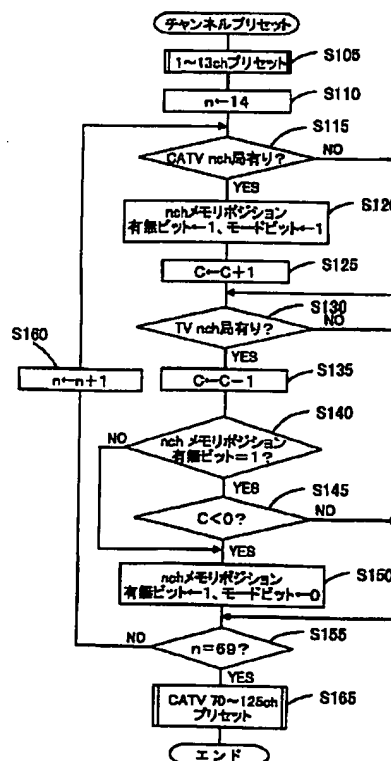 チャンネルプリセット
1～13chプリセット
S105
n←14
S110
S115
CATV nch局有り?
NO
YES
S120
nchメモリポジション
有無ビット←1、モードビット←1
S125
C←C+1
S130
TV nch局有り?
NO
YES
S160
n←n+1
S135
C←C-1
S140
NO
nch メモリポジション
有無ビット=1?
YES
S145
C<0?
NO
YES
S150
nchメモリポジション
有無ビット←1、モードビット←0
S155
NO
n=69?
YES
S165
CATV 70～125ch
プリセット
エンド